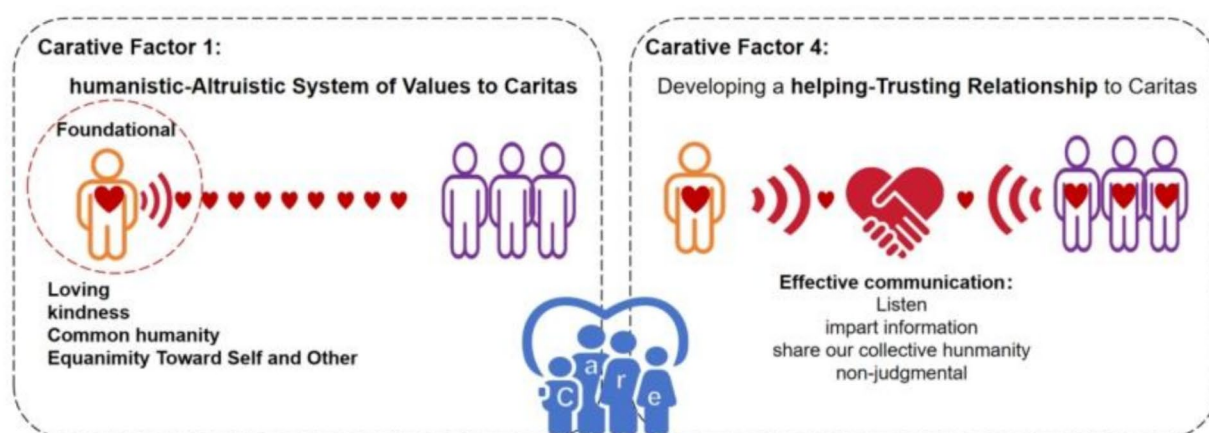 Carative Factor 1:
humanistic-Altruistic System of Values to Caritas
Foundational
Loving
kindness
Common humanity
Equanimity Toward Self and Other
Carative Factor 4:
Developing a helping-Trusting Relationship to Caritas
Effective communication:
Listen
impart information
share our collective hunmanity
non-judgmental
Care